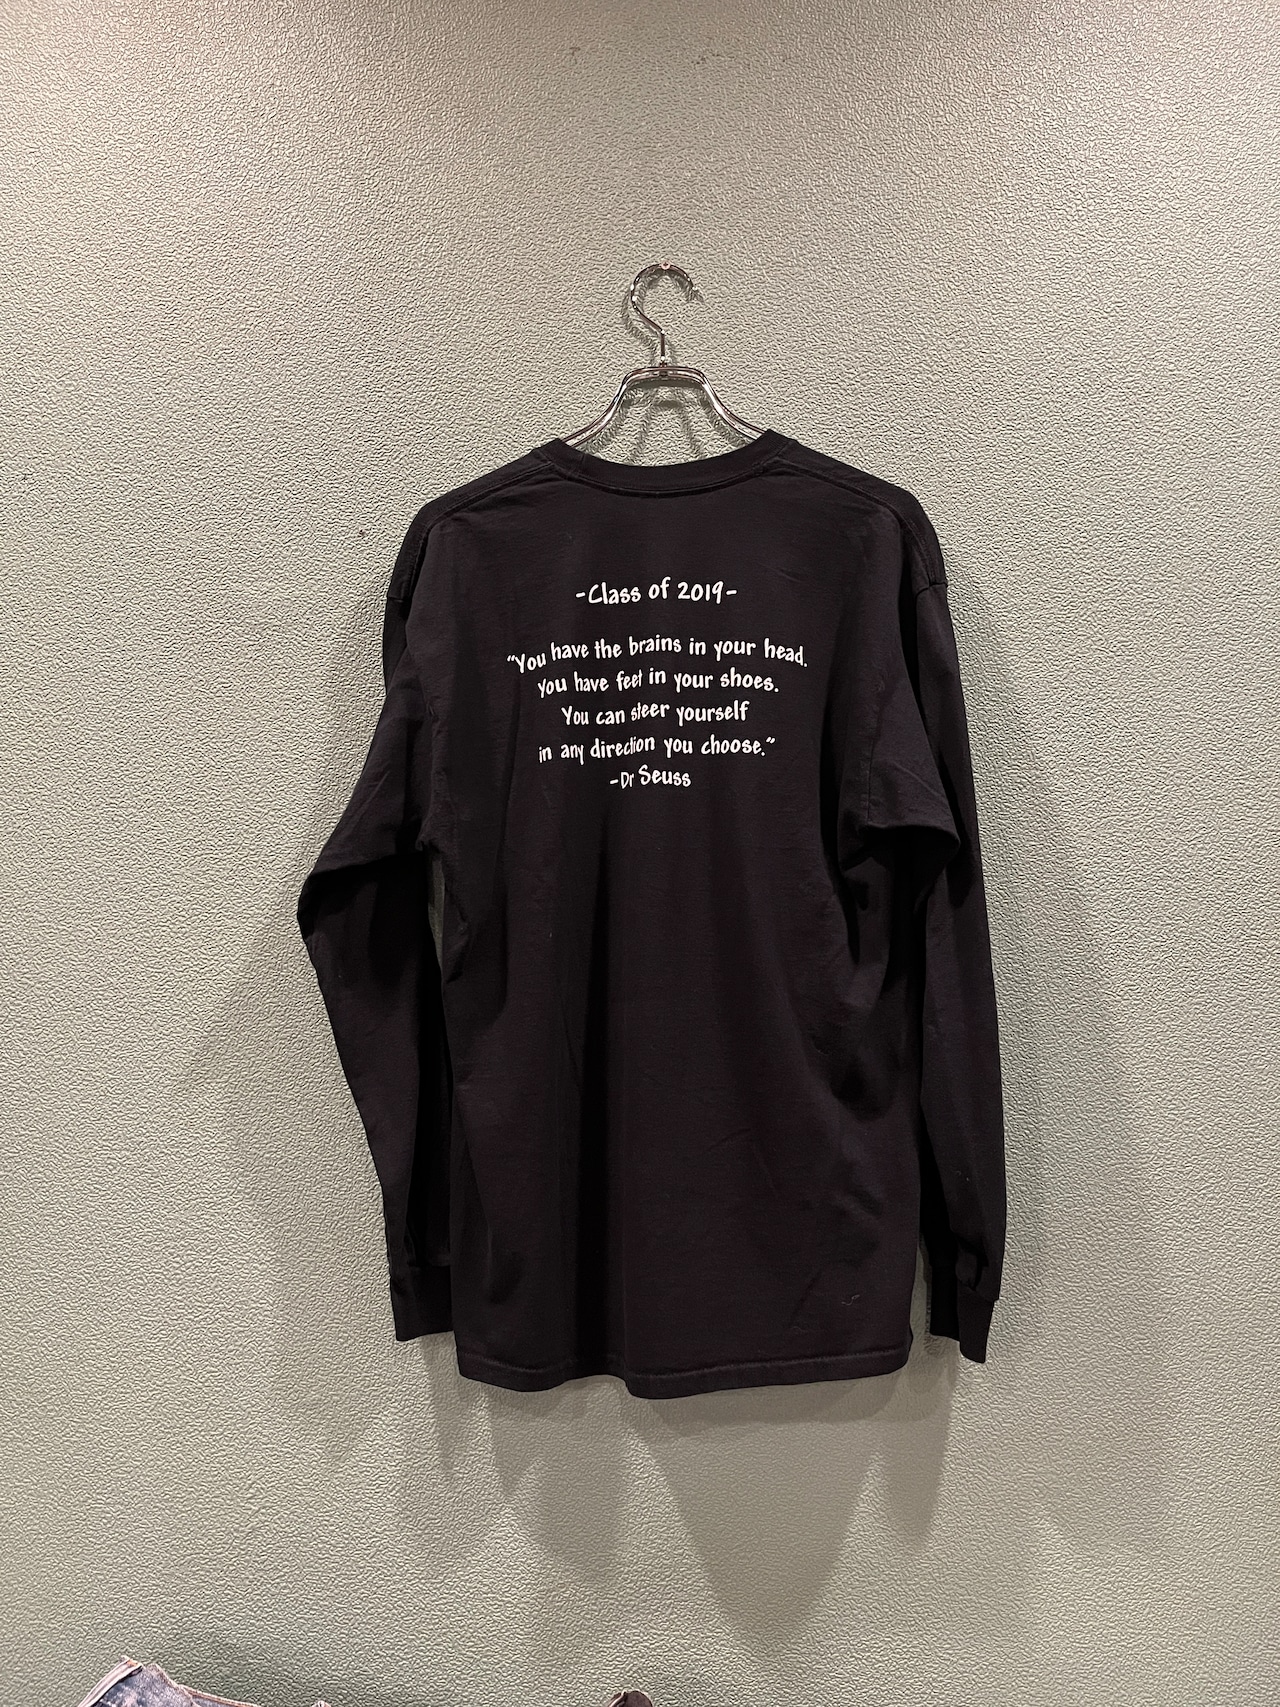 -Class of 2019-
"You have the brains in your head.
you have feet in your shoes.
You can steer yourself
in any direction you choose."
-Dr Seuss